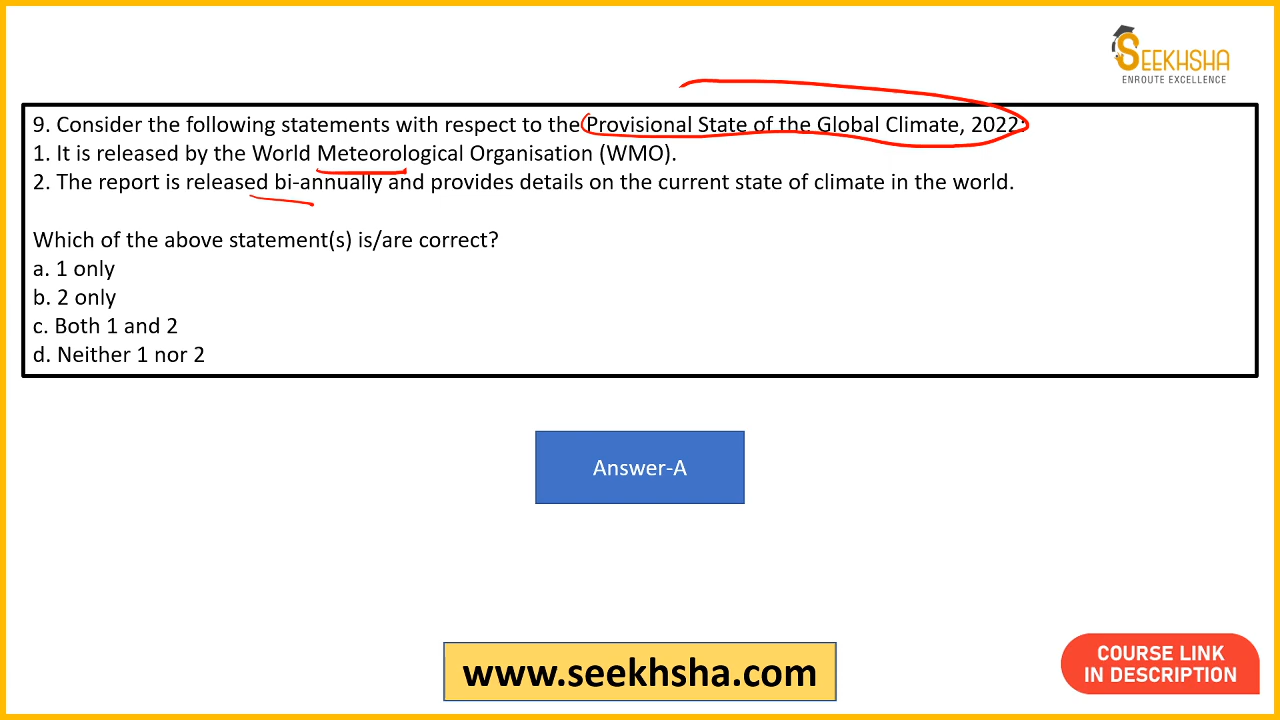 SEEKHSHA
ENROUTE EXCELLENCE
9. Consider the following statements with respect to the Provisional State of the Global Climate, 2022:
1. It is released by the World Meteorological Organisation (WMO).
2. The report is released bi-annually and provides details on the current state of climate in the world.
Which of the above statement(s) is/are correct?
a. 1 only
b. 2 only
c. Both 1 and 2
d. Neither 1 nor 2
Answer-A
www.seekhsha.com
COURSE LINK
IN DESCRIPTION